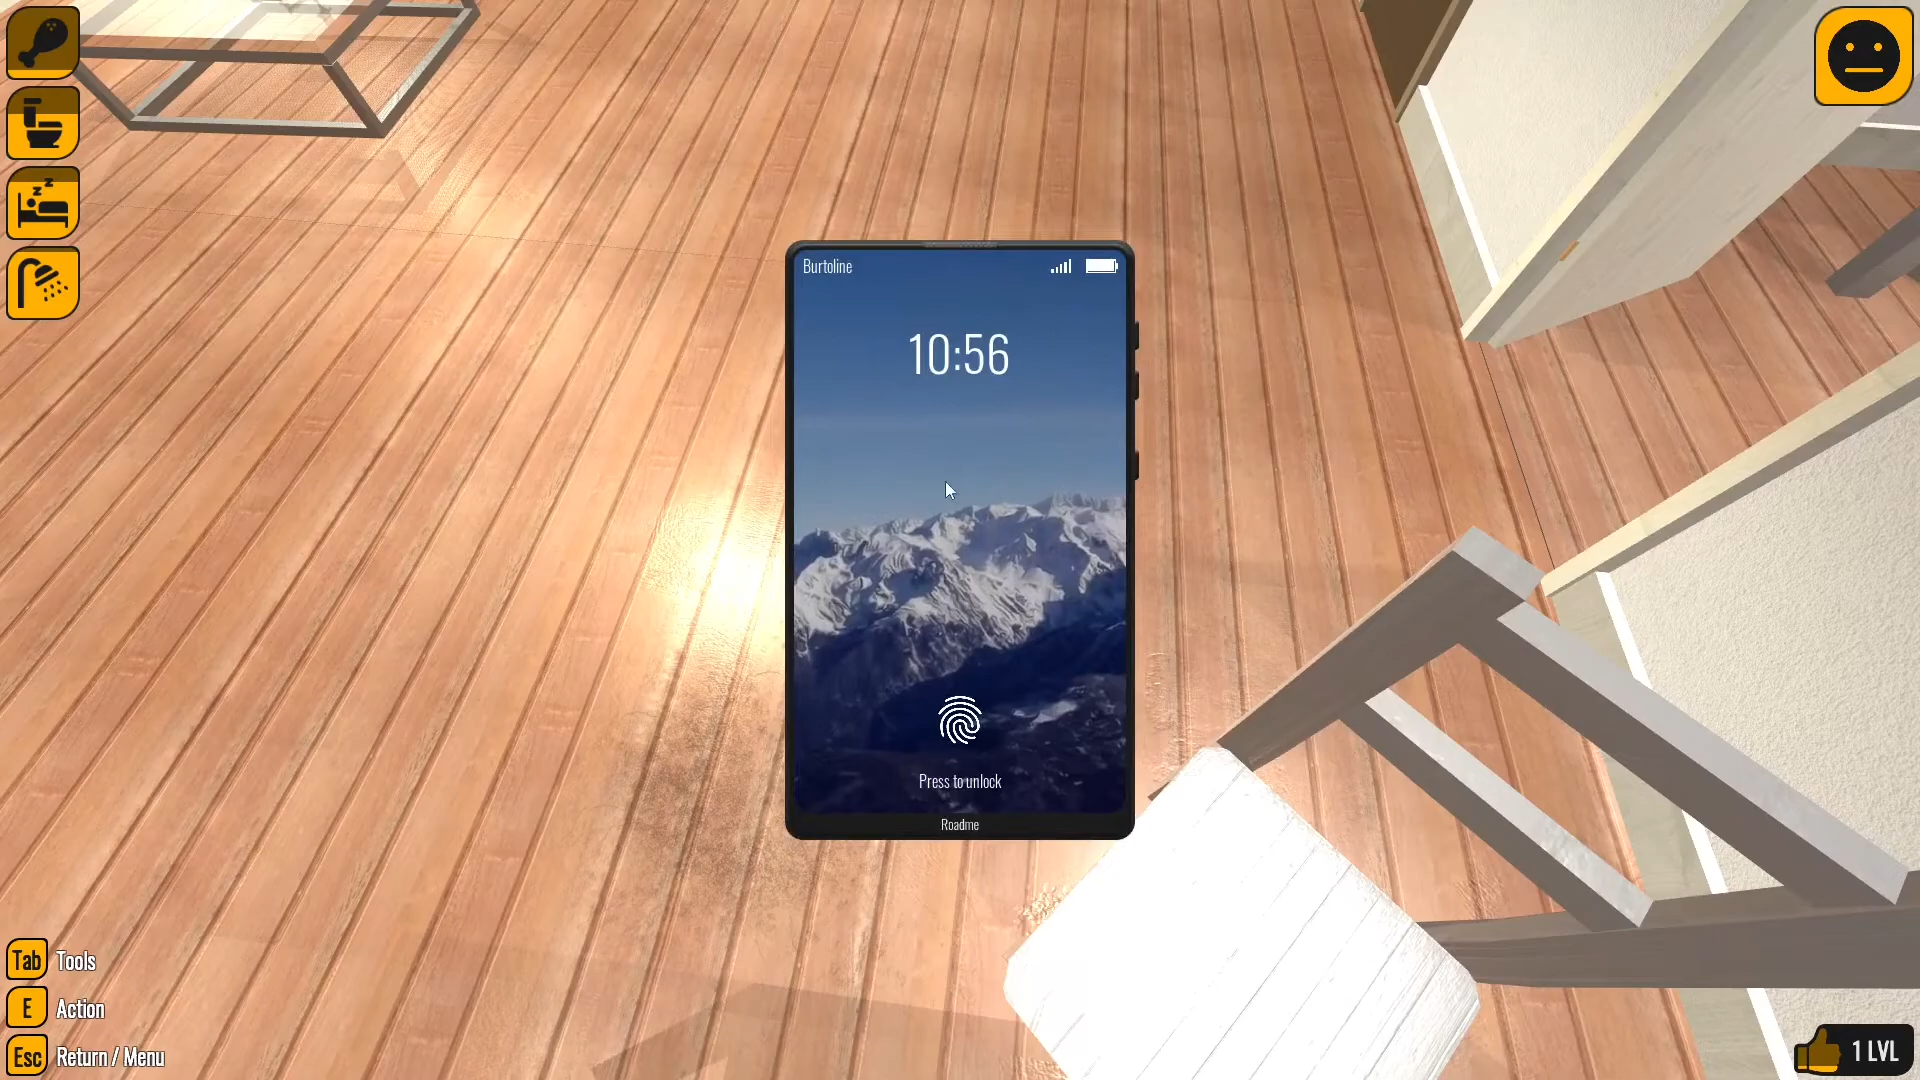 Burtoline
10:56
Press to unlock
Roadme
Tab Tools
E Action
Esc Return / Menu
1 LVL